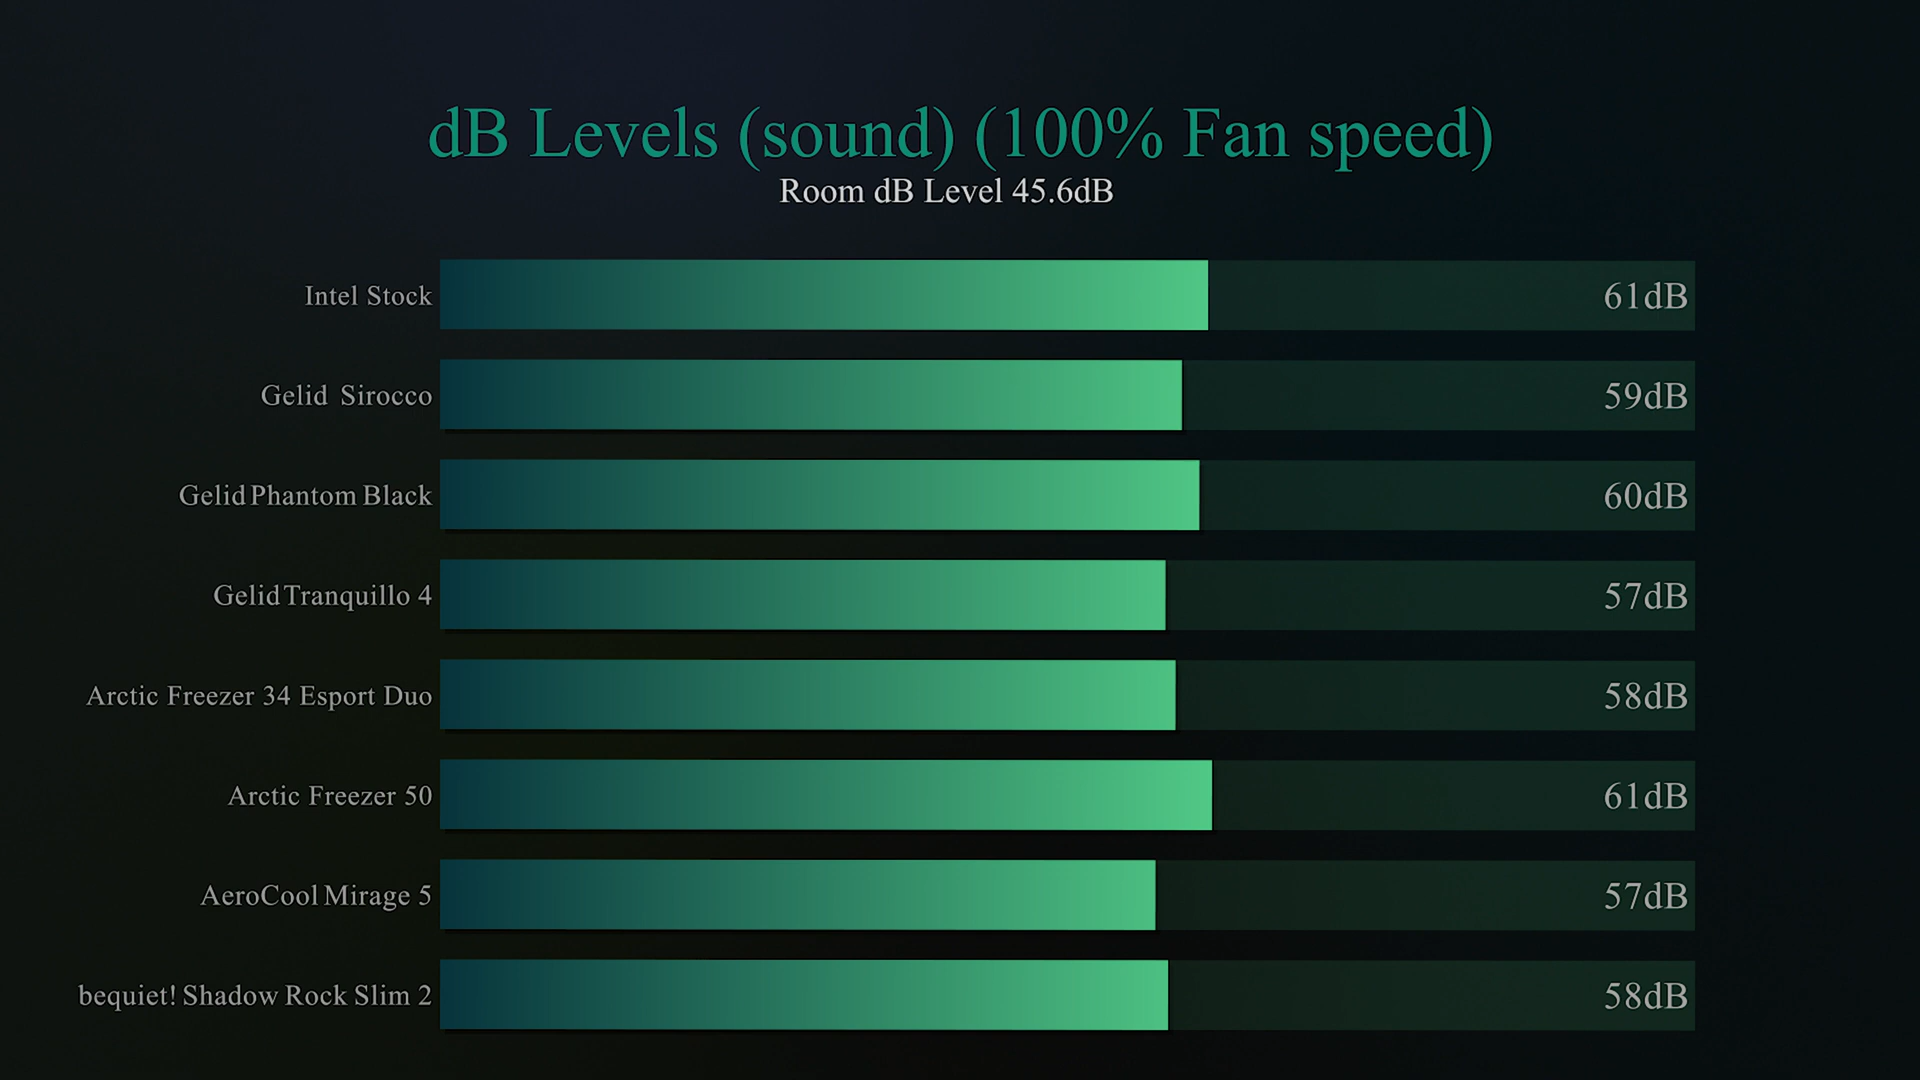 dB Levels (sound) (100% Fan speed)
Room dB Level 45.6dB
Intel Stock 61dB
Gelid Sirocco 59dB
Gelid Phantom Black 60dB
Gelid Tranquillo 4 57dB
Arctic Freezer 34 Esport Duo 58dB
Arctic Freezer 50 61dB
AeroCool Mirage 5 57dB
bequiet! Shadow Rock Slim 2 58dB